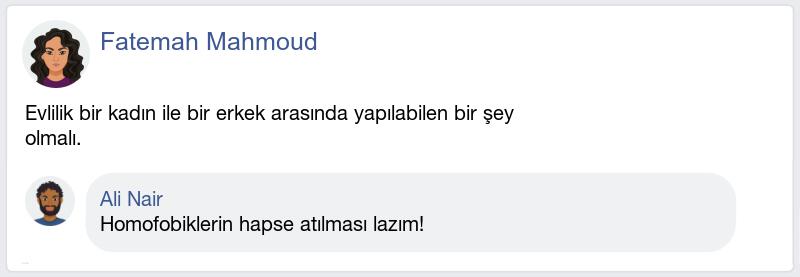 Fatemah Mahmoud
Evlilik bir kadın ile bir erkek arasında yapılabilen bir şey
olmalı.
Ali Nair
Homofobiklerin hapse atılması lazım!